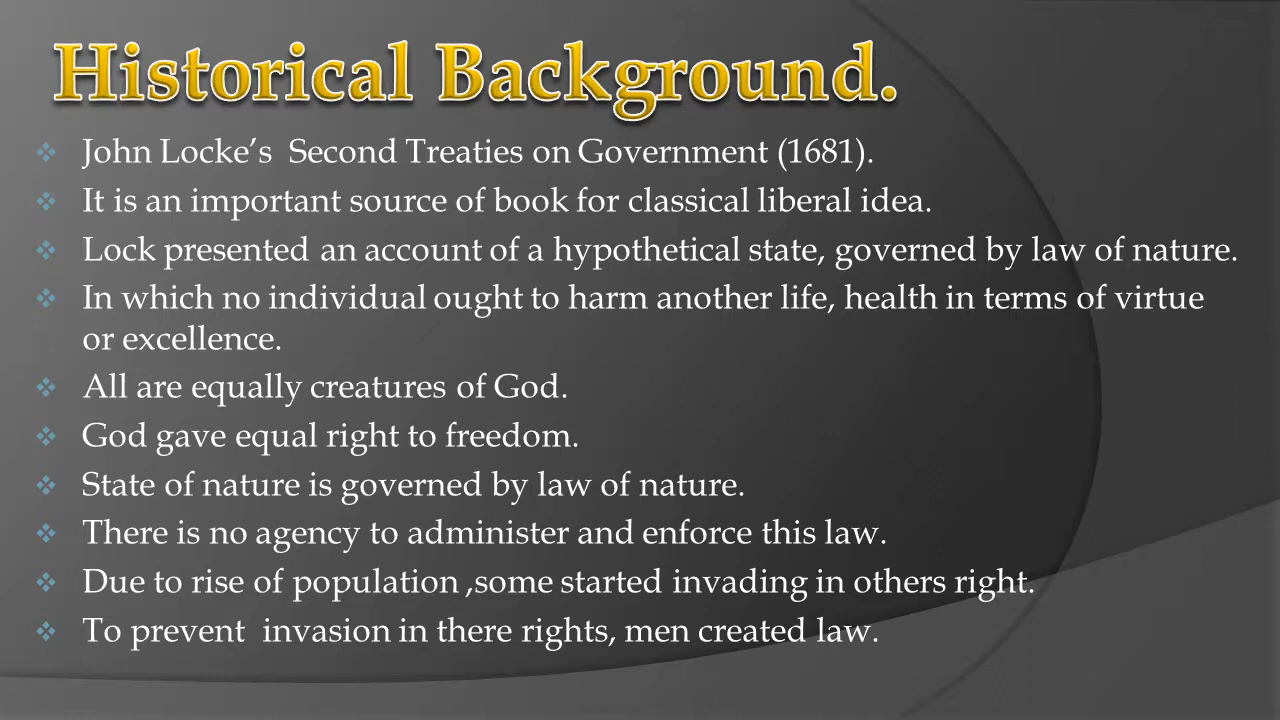 Historical Background.
❖ John Locke’s  Second Treaties on Government (1681).
❖ It is an important source of book for classical liberal idea.
❖ Lock presented an account of a hypothetical state, governed by law of nature.
❖ In which no individual ought to harm another life, health in terms of virtue
or excellence.
❖ All are equally creatures of God.
❖ God gave equal right to freedom.
❖ State of nature is governed by law of nature.
❖ There is no agency to administer and enforce this law.
❖ Due to rise of population ,some started invading in others right.
❖ To prevent  invasion in there rights, men created law.